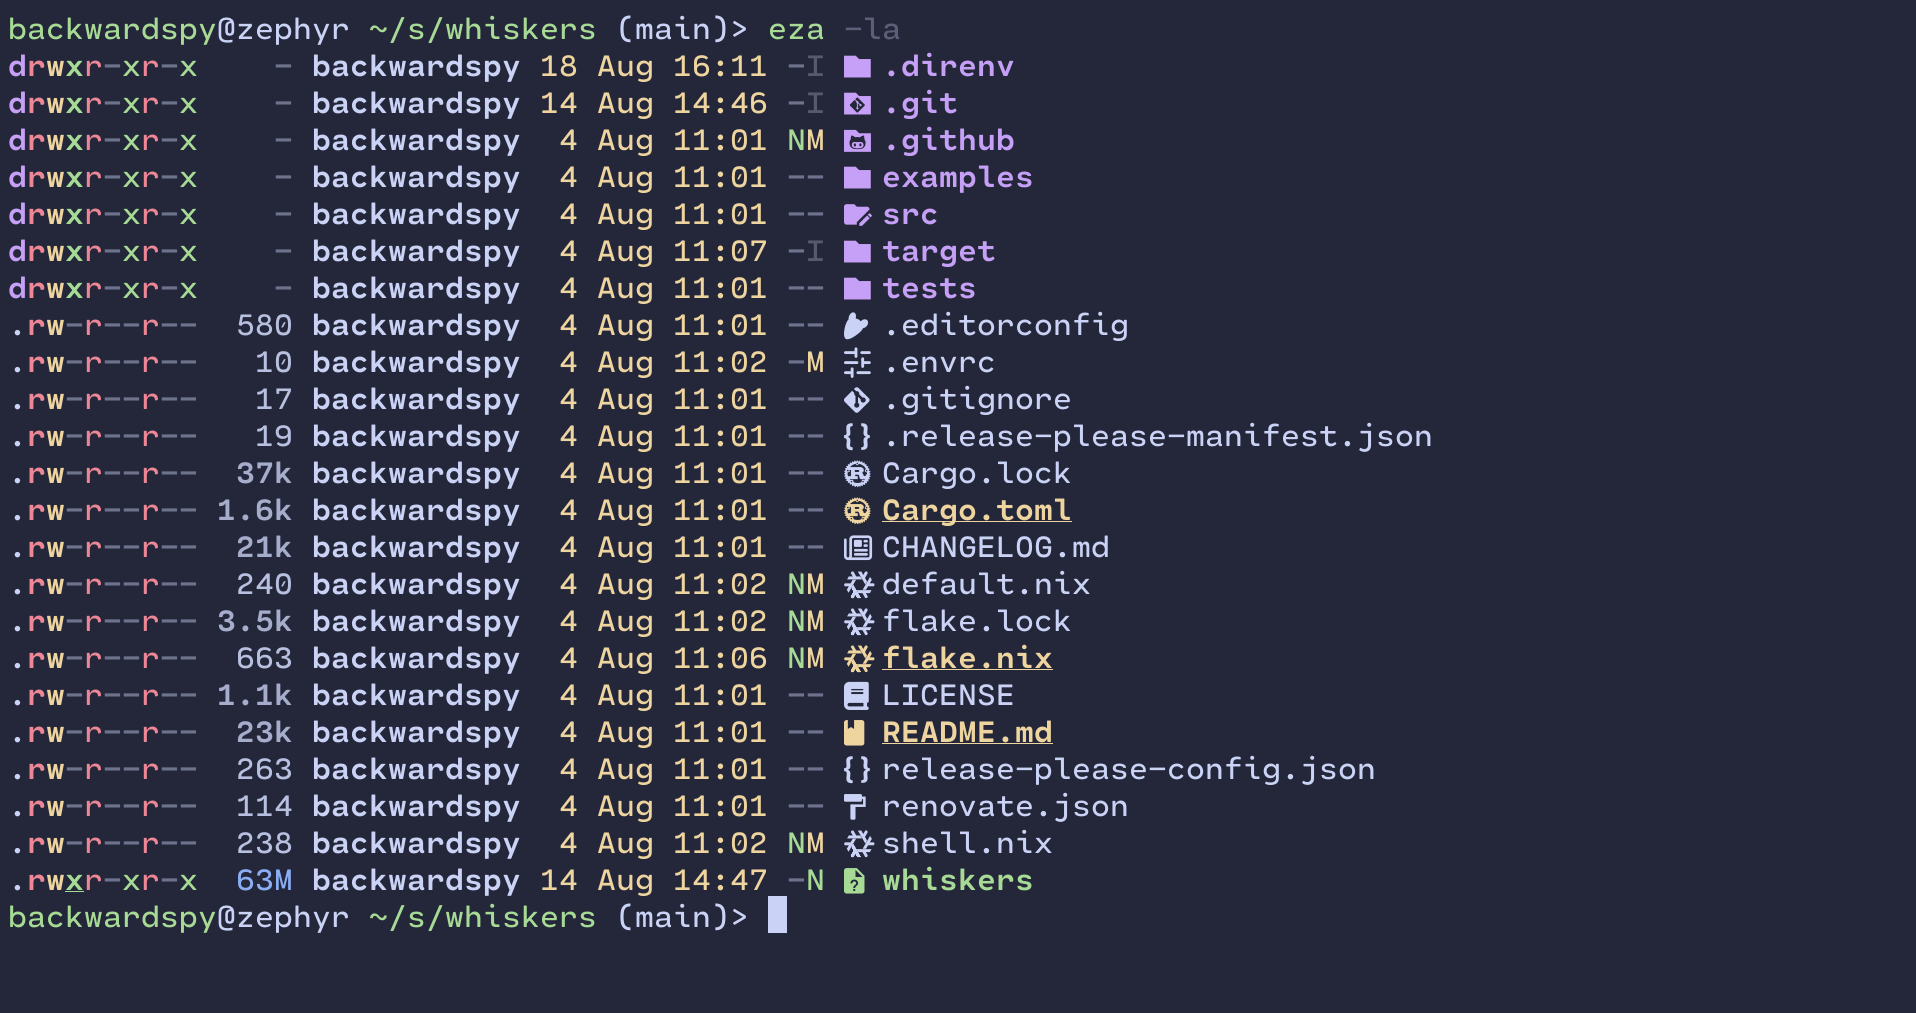 backwardspy@zephyr ~/s/whiskers (main)> eza -la
drwxr-xr-x    - backwardspy 18 Aug 16:11 -I .direnv
drwxr-xr-x    - backwardspy 14 Aug 14:46 -I .git
drwxr-xr-x    - backwardspy  4 Aug 11:01 NM .github
drwxr-xr-x    - backwardspy  4 Aug 11:01 -- examples
drwxr-xr-x    - backwardspy  4 Aug 11:01 -- src
drwxr-xr-x    - backwardspy  4 Aug 11:07 -I target
drwxr-xr-x    - backwardspy  4 Aug 11:01 -- tests
.rw-r--r--  580 backwardspy  4 Aug 11:01 -- .editorconfig
.rw-r--r--   10 backwardspy  4 Aug 11:02 -M .envrc
.rw-r--r--   17 backwardspy  4 Aug 11:01 -- .gitignore
.rw-r--r--   19 backwardspy  4 Aug 11:01 -- {} .release-please-manifest.json
.rw-r--r--  37k backwardspy  4 Aug 11:01 -- Cargo.lock
.rw-r--r-- 1.6k backwardspy  4 Aug 11:01 -- Cargo.toml
.rw-r--r--  21k backwardspy  4 Aug 11:01 -- CHANGELOG.md
.rw-r--r--  240 backwardspy  4 Aug 11:02 NM default.nix
.rw-r--r-- 3.5k backwardspy  4 Aug 11:02 NM flake.lock
.rw-r--r--  663 backwardspy  4 Aug 11:06 NM flake.nix
.rw-r--r-- 1.1k backwardspy  4 Aug 11:01 -- LICENSE
.rw-r--r--  23k backwardspy  4 Aug 11:01 -- README.md
.rw-r--r--  263 backwardspy  4 Aug 11:01 -- {} release-please-config.json
.rw-r--r--  114 backwardspy  4 Aug 11:01 -- renovate.json
.rw-r--r--  238 backwardspy  4 Aug 11:02 NM shell.nix
.rwxr-xr-x  63M backwardspy 14 Aug 14:47 -N whiskers
backwardspy@zephyr ~/s/whiskers (main)>